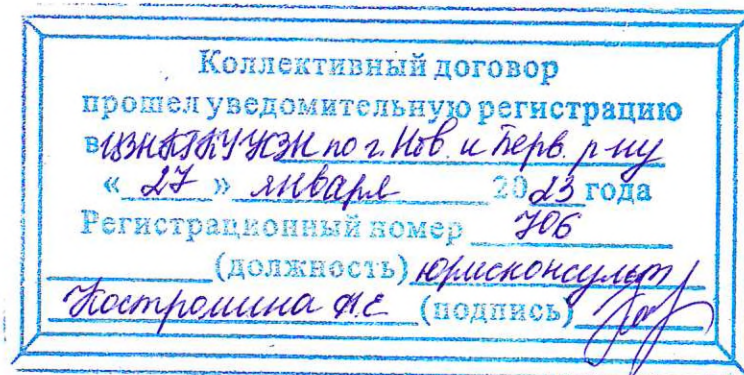 Коллективный договор
прошел уведомительную регистрацию
в по г. Нов. и Перв. р-ну
« 27 » января 2023 года
Регистрационный номер 706
(должность) юрисконсульт
Костромина (подпись)